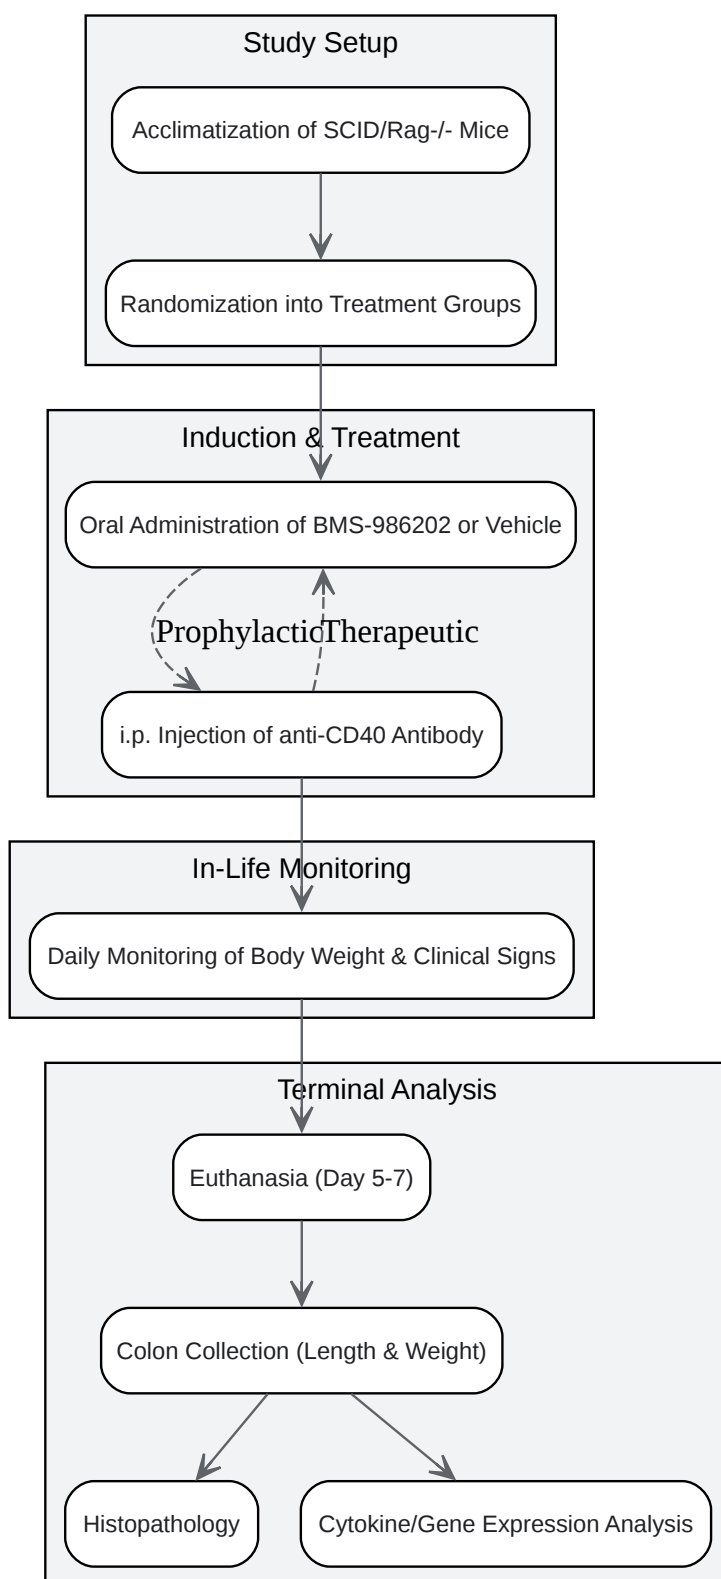 Study Setup
Acclimatization of SCID/Rag-/- Mice
Randomization into Treatment Groups
Induction & Treatment
Oral Administration of BMS-986202 or Vehicle
Prophylactic
Therapeutic
i.p. Injection of anti-CD40 Antibody
In-Life Monitoring
Daily Monitoring of Body Weight & Clinical Signs
Terminal Analysis
Euthanasia (Day 5-7)
Colon Collection (Length & Weight)
Histopathology
Cytokine/Gene Expression Analysis